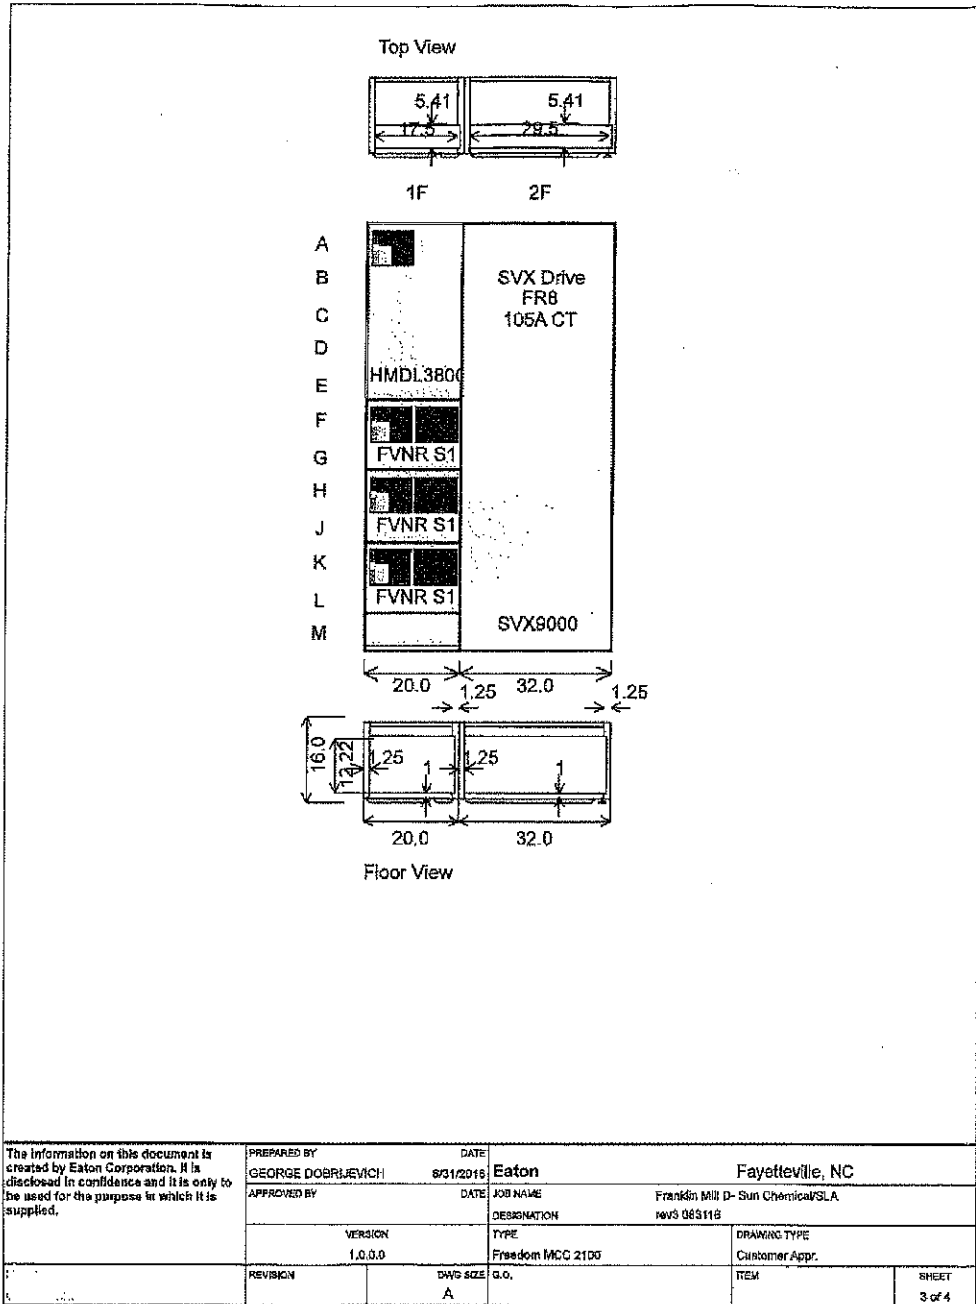 Top View
5.41 5.41
17.5 29.5
1F 2F
A
B
C
D
E
F
G
H
J
K
L
M
HMDL3800
FVNR S1
FVNR S1
FVNR S1
SVX Drive
FR8
105A CT
SVX9000
20.0 32.0
1.25 1.25
16.0
12.22
1.25 1.25
1 1
20.0 32.0
Floor View
The information on this document is
created by Eaton Corporation. It is
disclosed in confidence and it is only to
be used for the purpose in which it is
supplied.
PREPARED BY DATE
GEORGE DOBRIJEVICH 8/31/2016
APPROVED BY DATE
VERSION
1.0.0.0
REVISION DWG SIZE
A
Eaton Fayetteville, NC
JOB NAME Franklin Mill D- Sun Chemical/SLA
DESIGNATION rev3 083116
TYPE
Freedom MCC 2100
DRAWING TYPE
Customer Appr.
G.O. ITEM SHEET
3 of 4